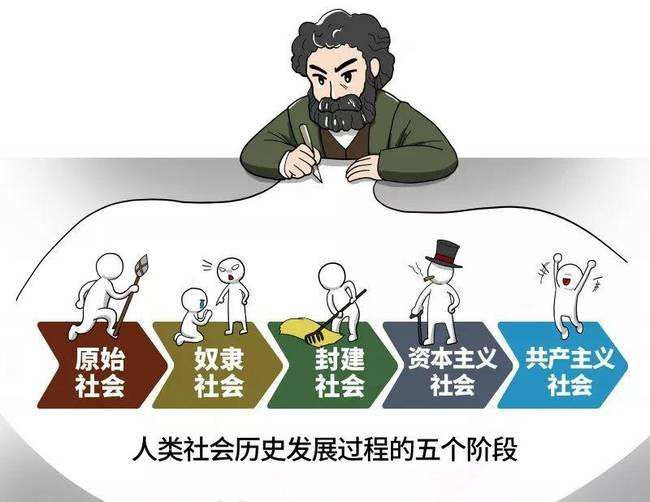 原始
社会
奴隶
社会
封建
社会
资本主义
社会
共产主义
社会
人类社会历史发展过程的五个阶段